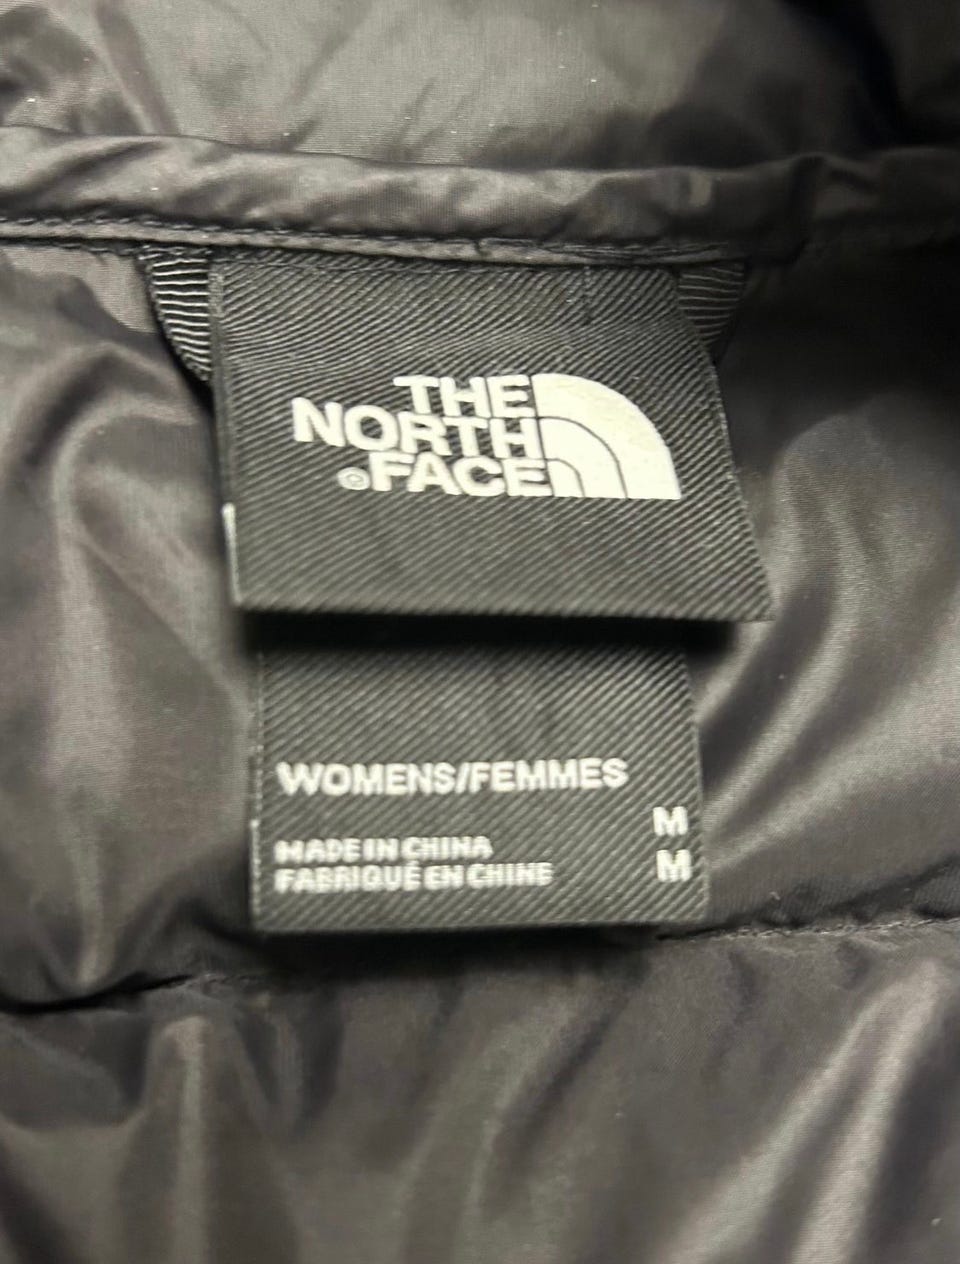 THE
NORTH
®FACE
WOMENS/FEMMES
M
MADE IN CHINA
FABRIQUÉ EN CHINE
M